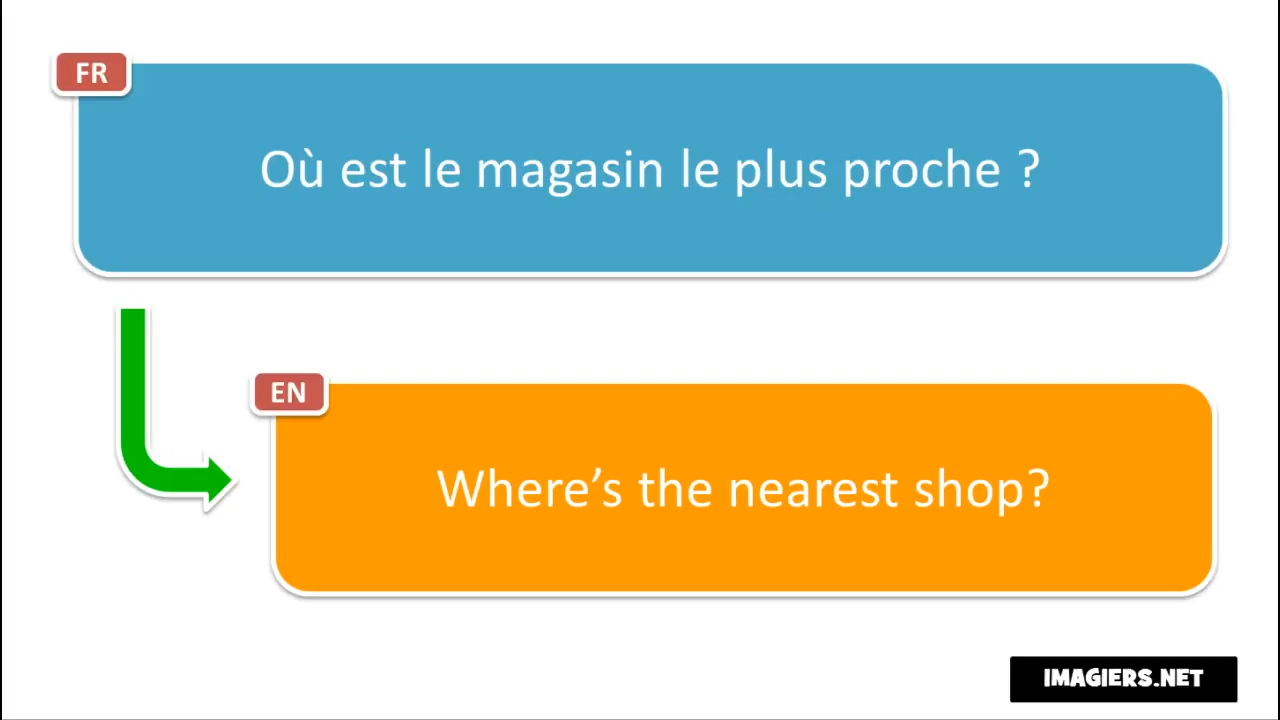 FR
Où est le magasin le plus proche ?
EN
Where’s the nearest shop?
IMAGIERS.NET